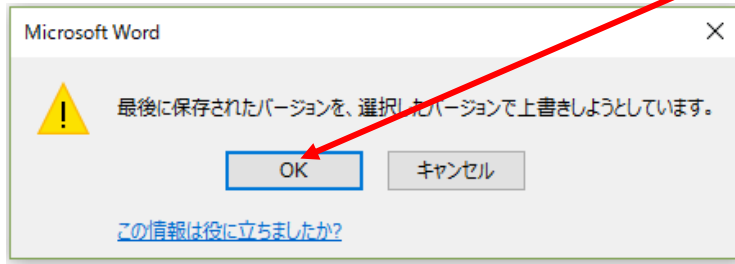 Microsoft Word
最後に保存されたバージョンを、選択したバージョンで上書きしようとしています。
OK キャンセル
この情報は役に立ちましたか?